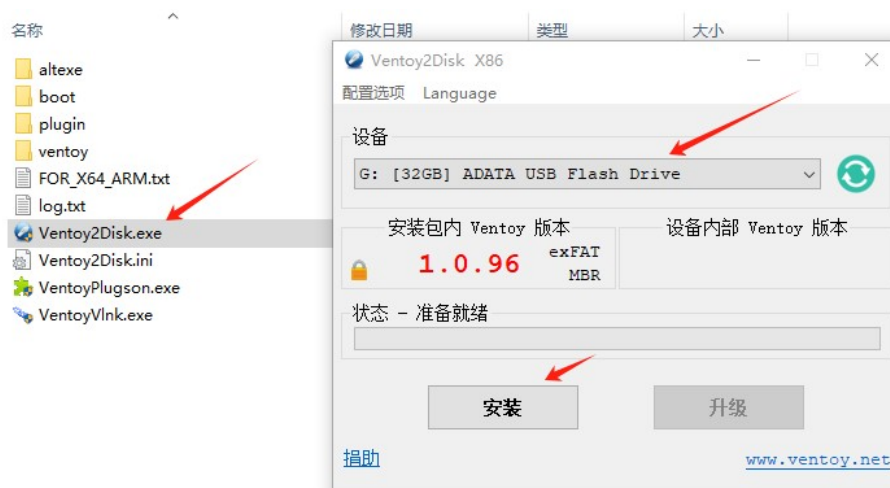 名称 修改日期 类型 大小
altexe
boot
plugin
ventoy
FOR_X64_ARM.txt
log.txt
Ventoy2Disk.exe
Ventoy2Disk.ini
VentoyPlugson.exe
VentoyVlnk.exe
Ventoy2Disk X86
配置选项 Language
设备
G: [32GB] ADATA USB Flash Drive
安装包内 Ventoy 版本
1.0.96
exFAT
MBR
设备内部 Ventoy 版本
状态 - 准备就绪
安装
升级
捐助
www.ventoy.net